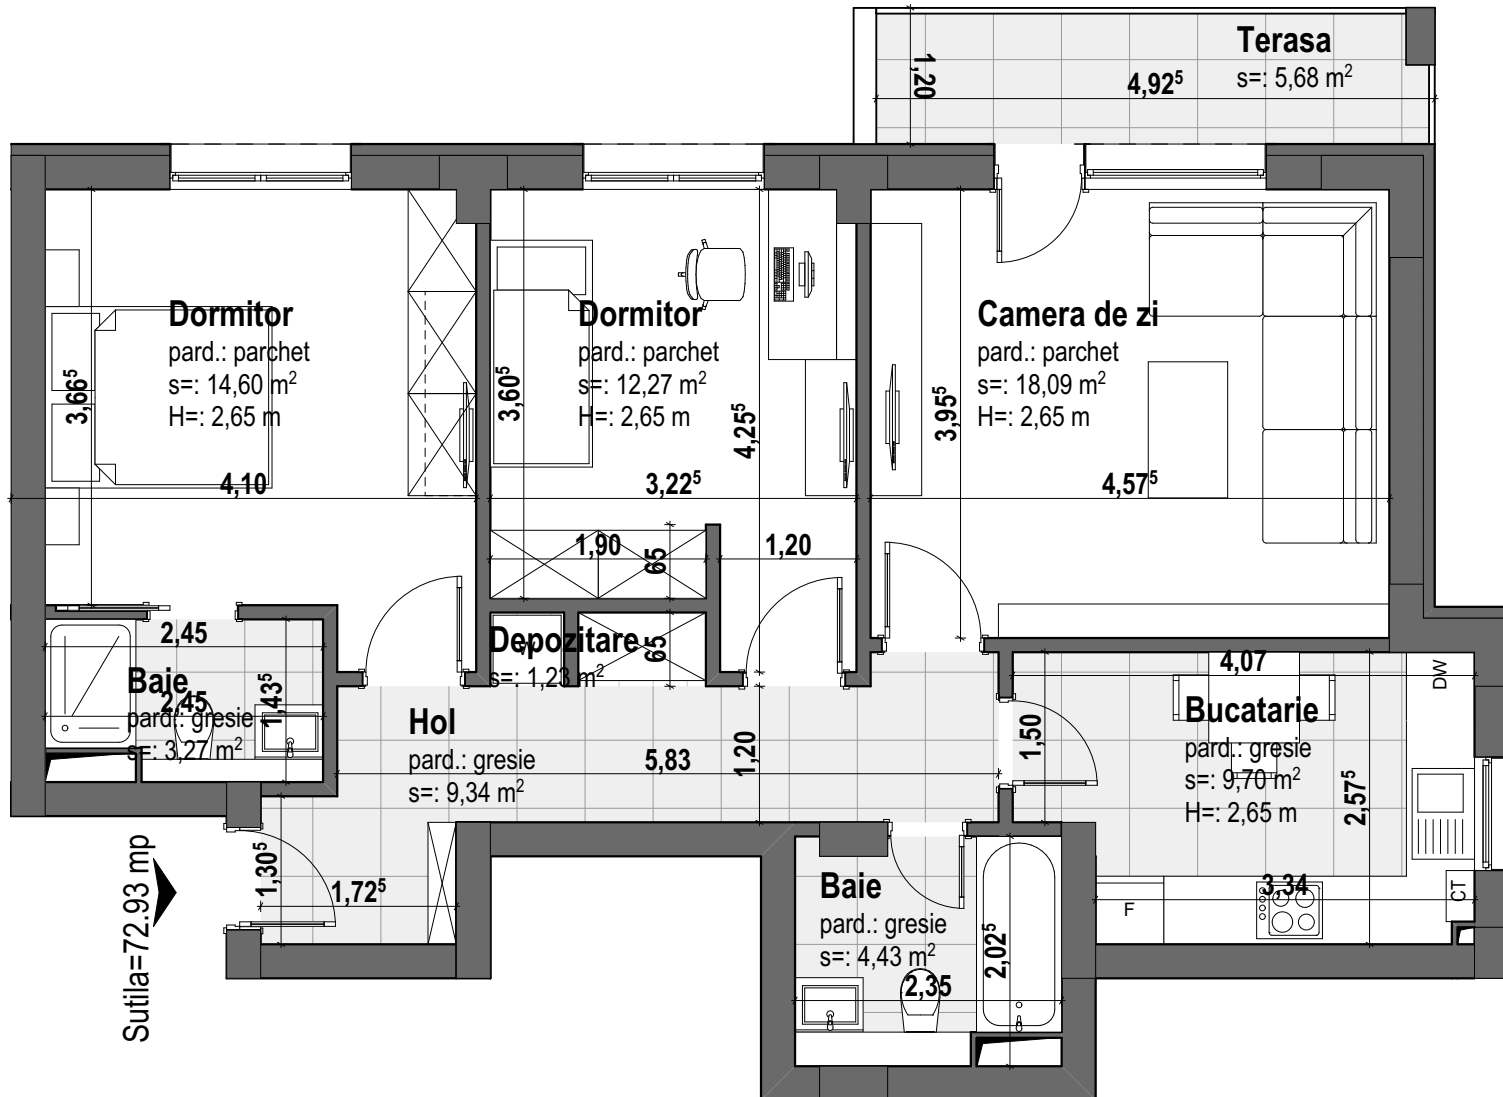 Terasa
s=: 5,68 m²
1,20
4,92⁵
Dormitor
pard.: parchet
s=: 14,60 m²
H=: 2,65 m
3,66⁵
4,10
Dormitor
pard.: parchet
s=: 12,27 m²
H=: 2,65 m
3,60⁵
4,25⁵
3,22⁵
1,90
65
1,20
Camera de zi
pard.: parchet
s=: 18,09 m²
H=: 2,65 m
3,95⁵
4,57⁵
Depozitare
s=: 1,23 m²
65
2,45
Baie
2,45
pard.: gresie
s=: 3,27 m²
1,43⁵
Hol
pard.: gresie
s=: 9,34 m²
5,83
1,20
1,50
4,07
DW
Bucatarie
pard.: gresie
s=: 9,70 m²
H=: 2,65 m
2,57⁵
3,34
F
CT
1,30⁵
1,72⁵
Baie
pard.: gresie
s=: 4,43 m²
2,02⁵
2,35
Sutila=72.93 mp